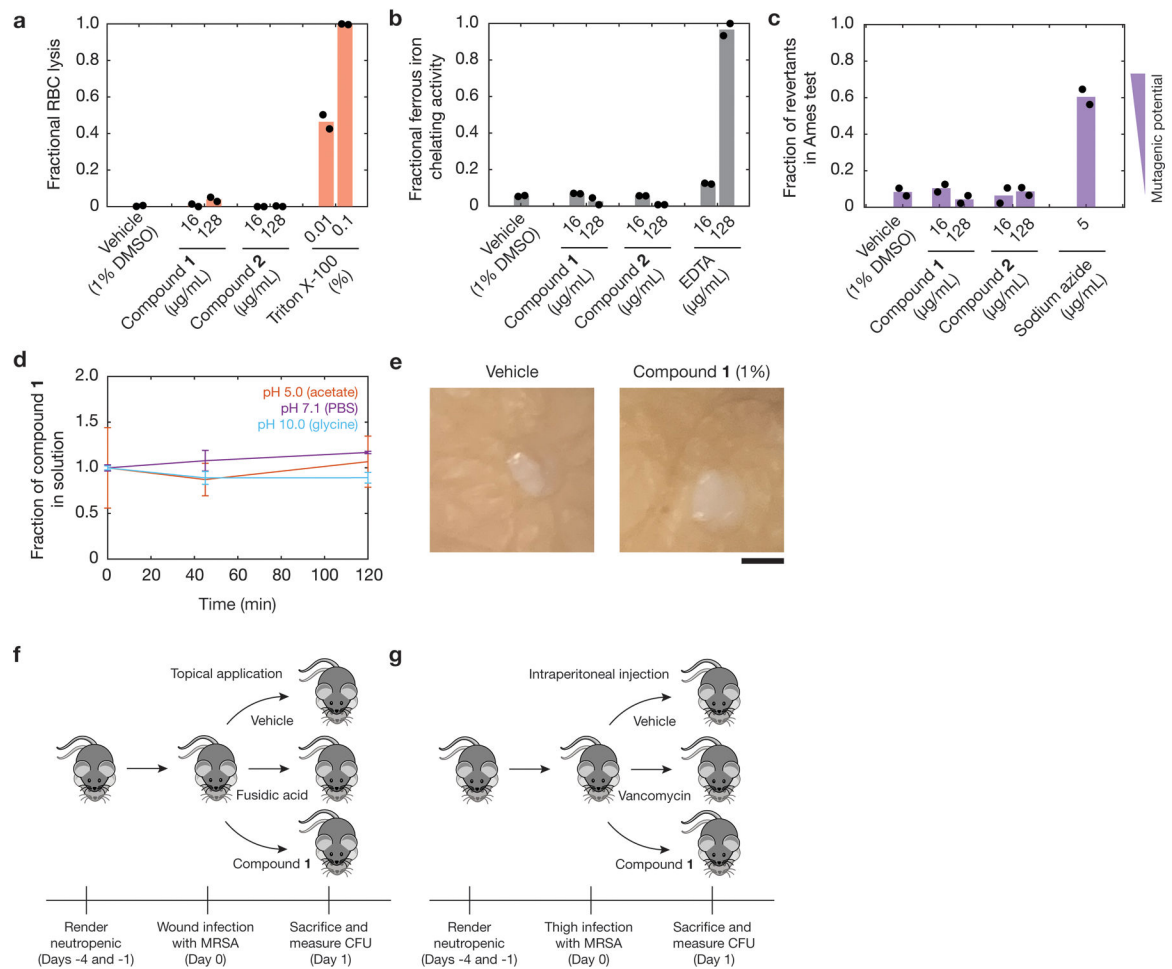 a
Fractional RBC lysis
1.0
0.8
0.6
0.4
0.2
0
Vehicle
(1% DMSO)
16
128
Compound 1
(µg/mL)
16
128
Compound 2
(µg/mL)
0.01
0.1
Triton X-100
(%)
b
Fractional ferrous iron
chelating activity
1.0
0.8
0.6
0.4
0.2
0
Vehicle
(1% DMSO)
16
128
Compound 1
(µg/mL)
16
128
Compound 2
(µg/mL)
16
128
EDTA
(µg/mL)
c
Fraction of revertants
in Ames test
1.0
0.8
0.6
0.4
0.2
0
Vehicle
(1% DMSO)
16
128
Compound 1
(µg/mL)
16
128
Compound 2
(µg/mL)
5
Sodium azide
(µg/mL)
Mutagenic potential
d
Fraction of compound 1
in solution
2.0
1.5
1.0
0.5
0
pH 5.0 (acetate)
pH 7.1 (PBS)
pH 10.0 (glycine)
0 20 40 60 80 100 120
Time (min)
e
Vehicle
Compound 1 (1%)
f
Topical application
Vehicle
Fusidic acid
Compound 1
Render
neutropenic
(Days -4 and -1)
Wound infection
with MRSA
(Day 0)
Sacrifice and
measure CFU
(Day 1)
g
Intraperitoneal injection
Vehicle
Vancomycin
Compound 1
Render
neutropenic
(Days -4 and -1)
Thigh infection
with MRSA
(Day 0)
Sacrifice and
measure CFU
(Day 1)